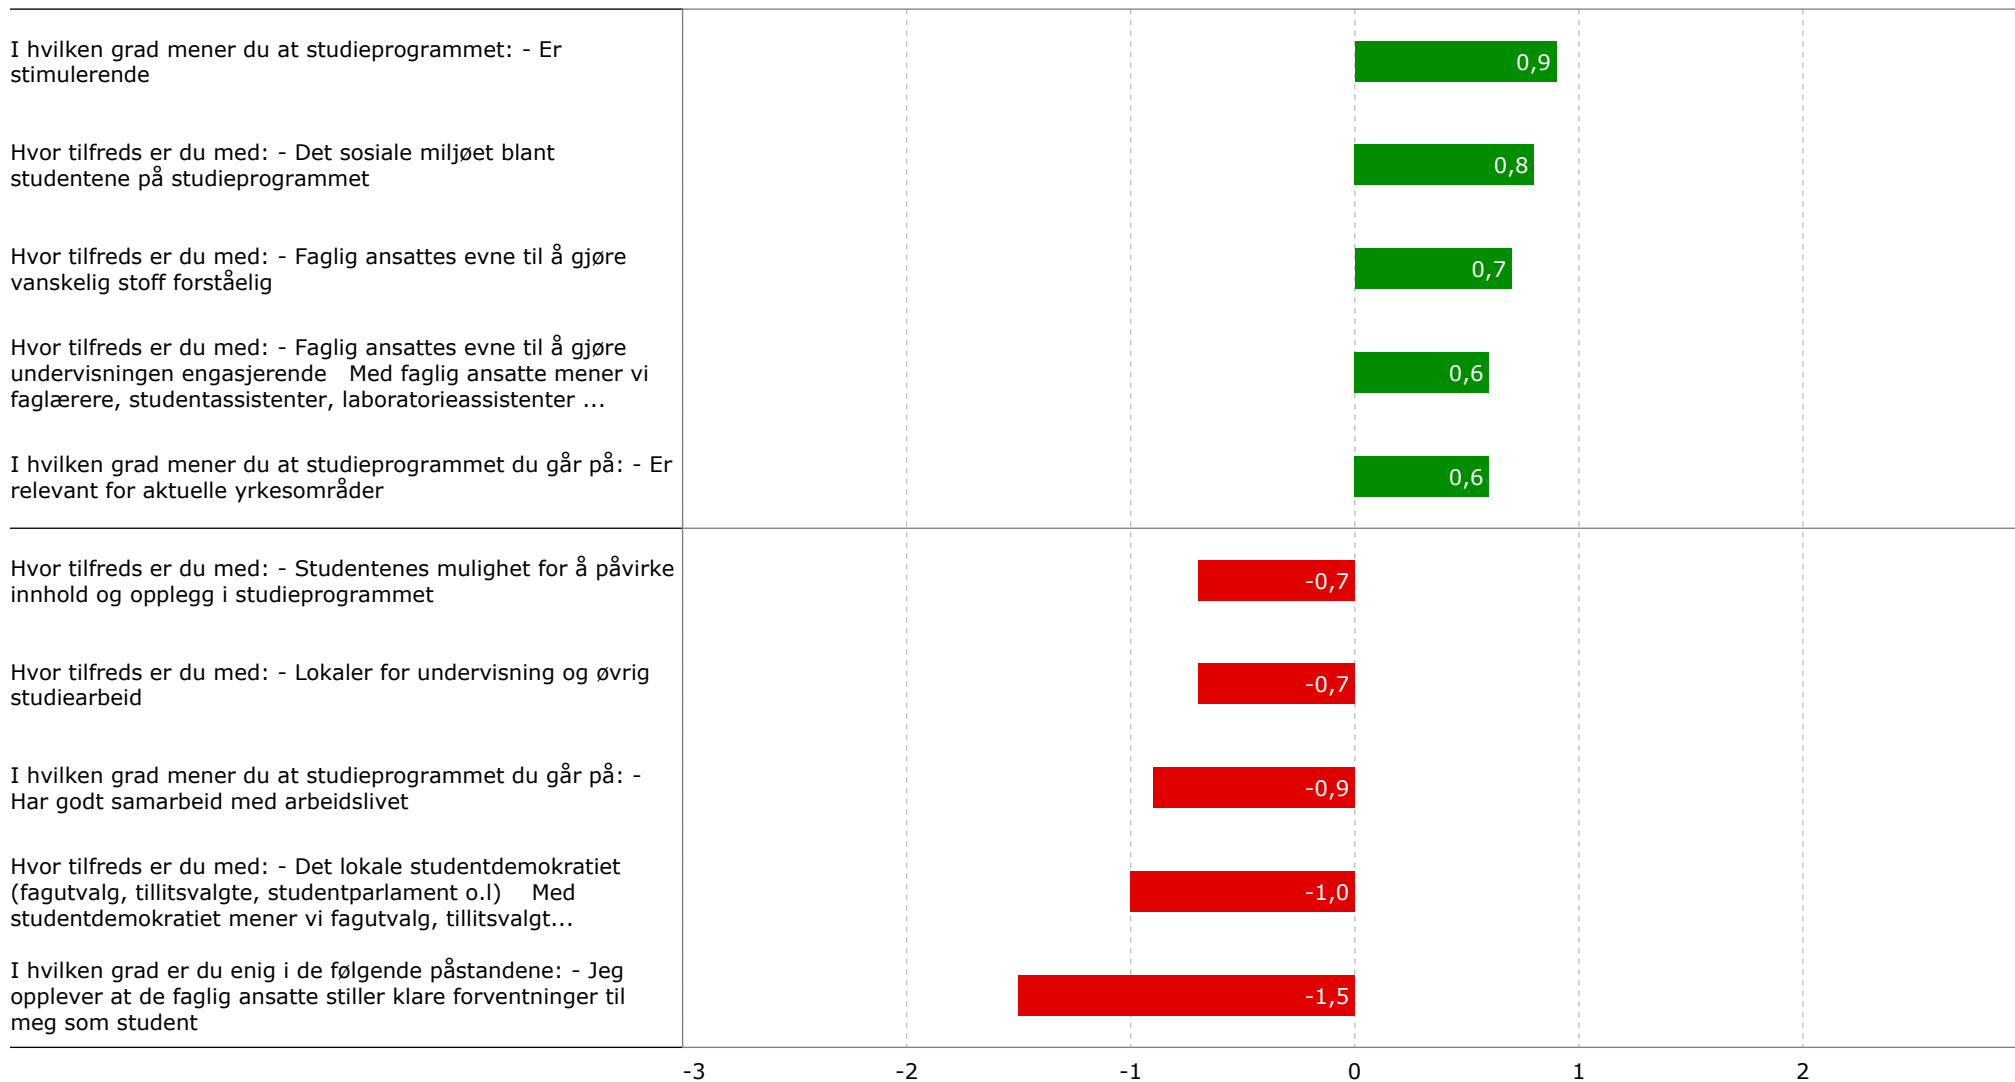 I hvilken grad mener du at studieprogrammet: - Er
stimulerende
0,9
Hvor tilfreds er du med: - Det sosiale miljøet blant
studentene på studieprogrammet
0,8
Hvor tilfreds er du med: - Faglig ansattes evne til å gjøre
vanskelig stoff forståelig
0,7
Hvor tilfreds er du med: - Faglig ansattes evne til å gjøre
undervisningen engasjerende   Med faglig ansatte mener vi
faglærere, studentassistenter, laboratorieassistenter ...
0,6
I hvilken grad mener du at studieprogrammet du går på: - Er
relevant for aktuelle yrkesområder
0,6
Hvor tilfreds er du med: - Studentenes mulighet for å påvirke
innhold og opplegg i studieprogrammet
-0,7
Hvor tilfreds er du med: - Lokaler for undervisning og øvrig
studiearbeid
-0,7
I hvilken grad mener du at studieprogrammet du går på: -
Har godt samarbeid med arbeidslivet
-0,9
Hvor tilfreds er du med: - Det lokale studentdemokratiet
(fagutvalg, tillitsvalgte, studentparlament o.l)    Med
studentdemokratiet mener vi fagutvalg, tillitsvalgt...
-1,0
I hvilken grad er du enig i de følgende påstandene: - Jeg
opplever at de faglig ansatte stiller klare forventninger til
meg som student
-1,5
-3 -2 -1 0 1 2